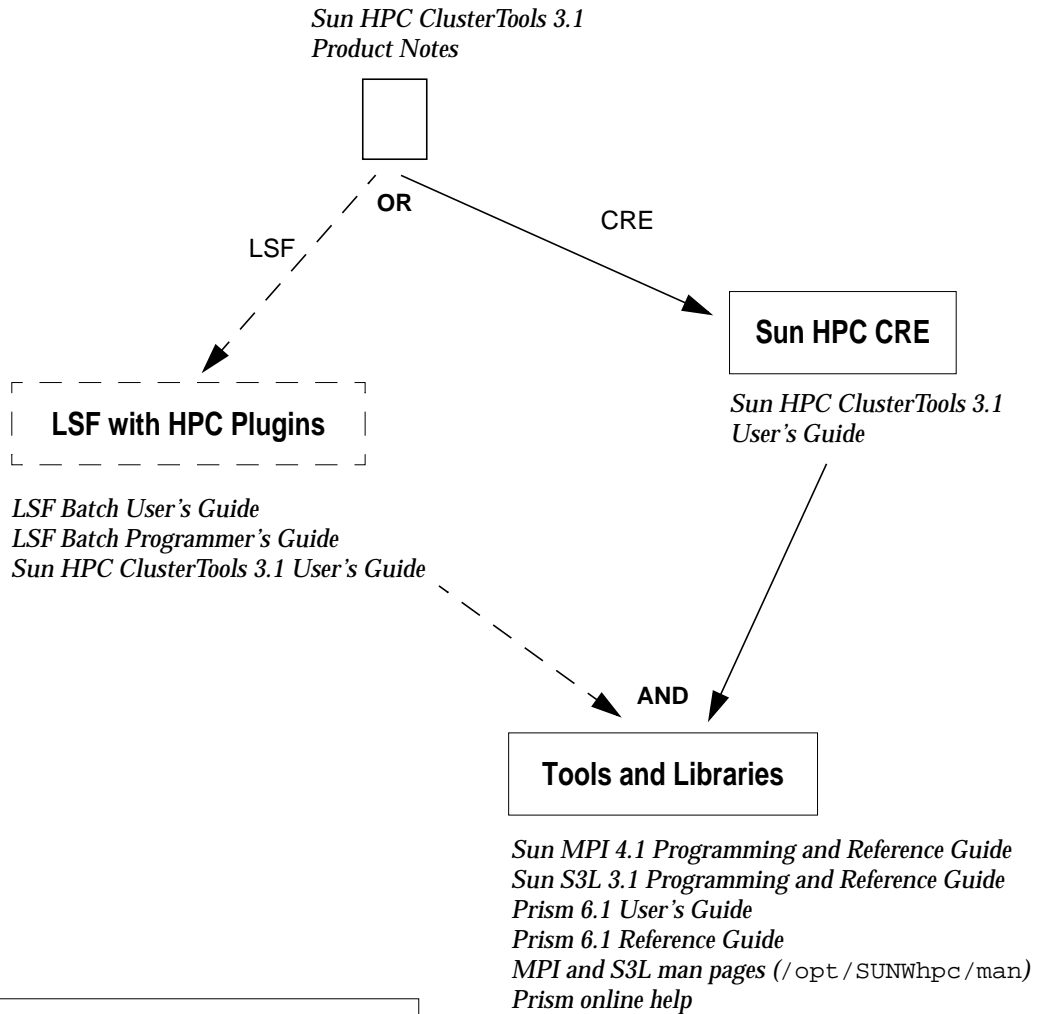 Sun HPC ClusterTools 3.1
Product Notes
OR
CRE
LSF
Sun HPC CRE
LSF with HPC Plugins
Sun HPC ClusterTools 3.1
User’s Guide
LSF Batch User’s Guide
LSF Batch Programmer’s Guide
Sun HPC ClusterTools 3.1 User’s Guide
AND
Tools and Libraries
Sun MPI 4.1 Programming and Reference Guide
Sun S3L 3.1 Programming and Reference Guide
Prism 6.1 User’s Guide
Prism 6.1 Reference Guide
MPI and S3L man pages (/opt/SUNWhpc/man)
Prism online help